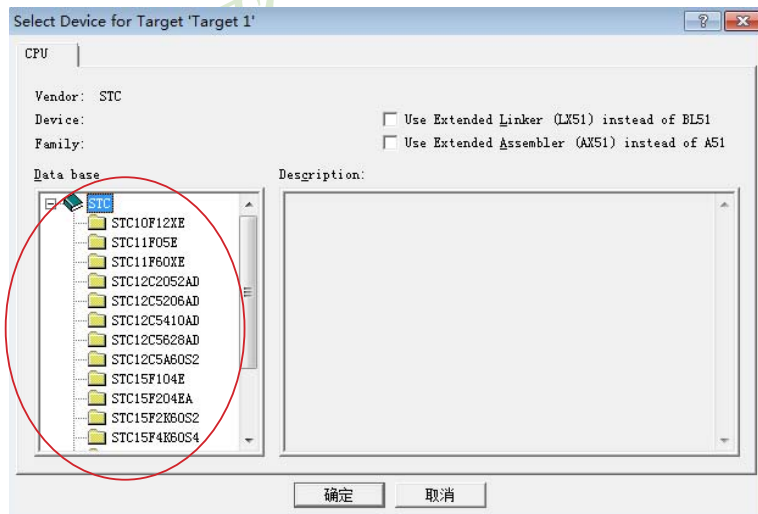 Select Device for Target 'Target 1'
CPU
Vendor: STC
Device:
Use Extended Linker (LX51) instead of BL51
Family:
Use Extended Assembler (AX51) instead of A51
Data base
Description:
STC
STC10F12XE
STC11F05E
STC11F60XE
STC12C2052AD
STC12C5206AD
STC12C5410AD
STC12C5628AD
STC12C5A60S2
STC15F104E
STC15F204EA
STC15F2K60S2
STC15F4K60S4
确定
取消